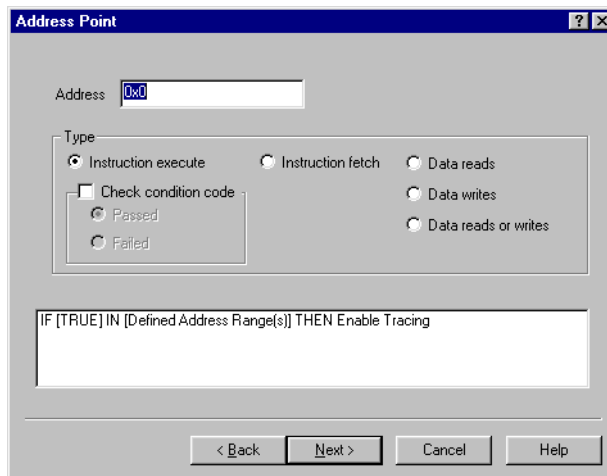 Address Point
Address 0x0
Type
Instruction execute Instruction fetch Data reads
Check condition code Data writes
Passed Data reads or writes
Failed
IF [TRUE] IN [Defined Address Range(s)] THEN Enable Tracing
< Back Next > Cancel Help